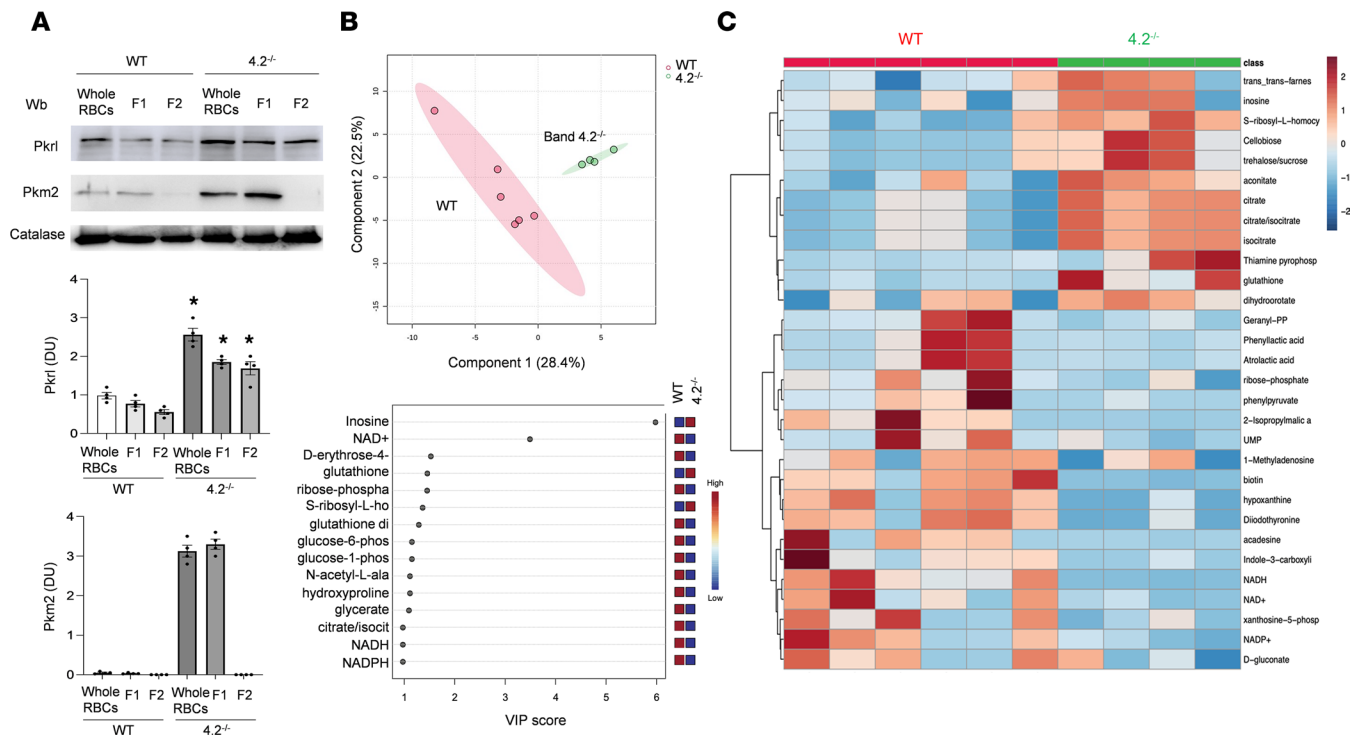 A
WT
4.2-/-
Wb
Whole RBCs
F1
F2
Whole RBCs
F1
F2
Pkrl
Pkm2
Catalase
4
3
2
1
0
Pkrl (DU)
*
*
*
Whole RBCs
F1
F2
Whole RBCs
F1
F2
WT
4.2-/-
4
3
2
1
0
Pkm2 (DU)
Whole RBCs
F1
F2
Whole RBCs
F1
F2
WT
4.2-/-
B
WT
4.2-/-
10
5
0
-5
-10
-15
Component 2 (22.5%)
Band 4.2-/-
WT
-10
-5
0
5
Component 1 (28.4%)
WT
4.2-/-
Inosine
NAD+
D-erythrose-4-
glutathione
ribose-phospha
S-ribosyl-L-ho
glutathione di
glucose-6-phos
glucose-1-phos
N-acetyl-L-ala
hydroxyproline
glycerate
citrate/isocit
NADH
NADPH
High
Low
1
2
3
4
5
6
VIP score
C
WT
4.2-/-
class
trans_trans-farnes
inosine
S-ribosyl-L-homocy
Cellobiose
trehalose/sucrose
aconitate
citrate
citrate/isocitrate
isocitrate
Thiamine pyrophosp
glutathione
dihydroorotate
Geranyl-PP
Phenyllactic acid
Atrolactic acid
ribose-phosphate
phenylpyruvate
2-Isopropylmalic a
UMP
1-Methyladenosine
biotin
hypoxanthine
Diiodothyronine
acadesine
Indole-3-carboxyli
NADH
NAD+
xanthosine-5-phosp
NADP+
D-gluconate
2
1
0
-1
-2